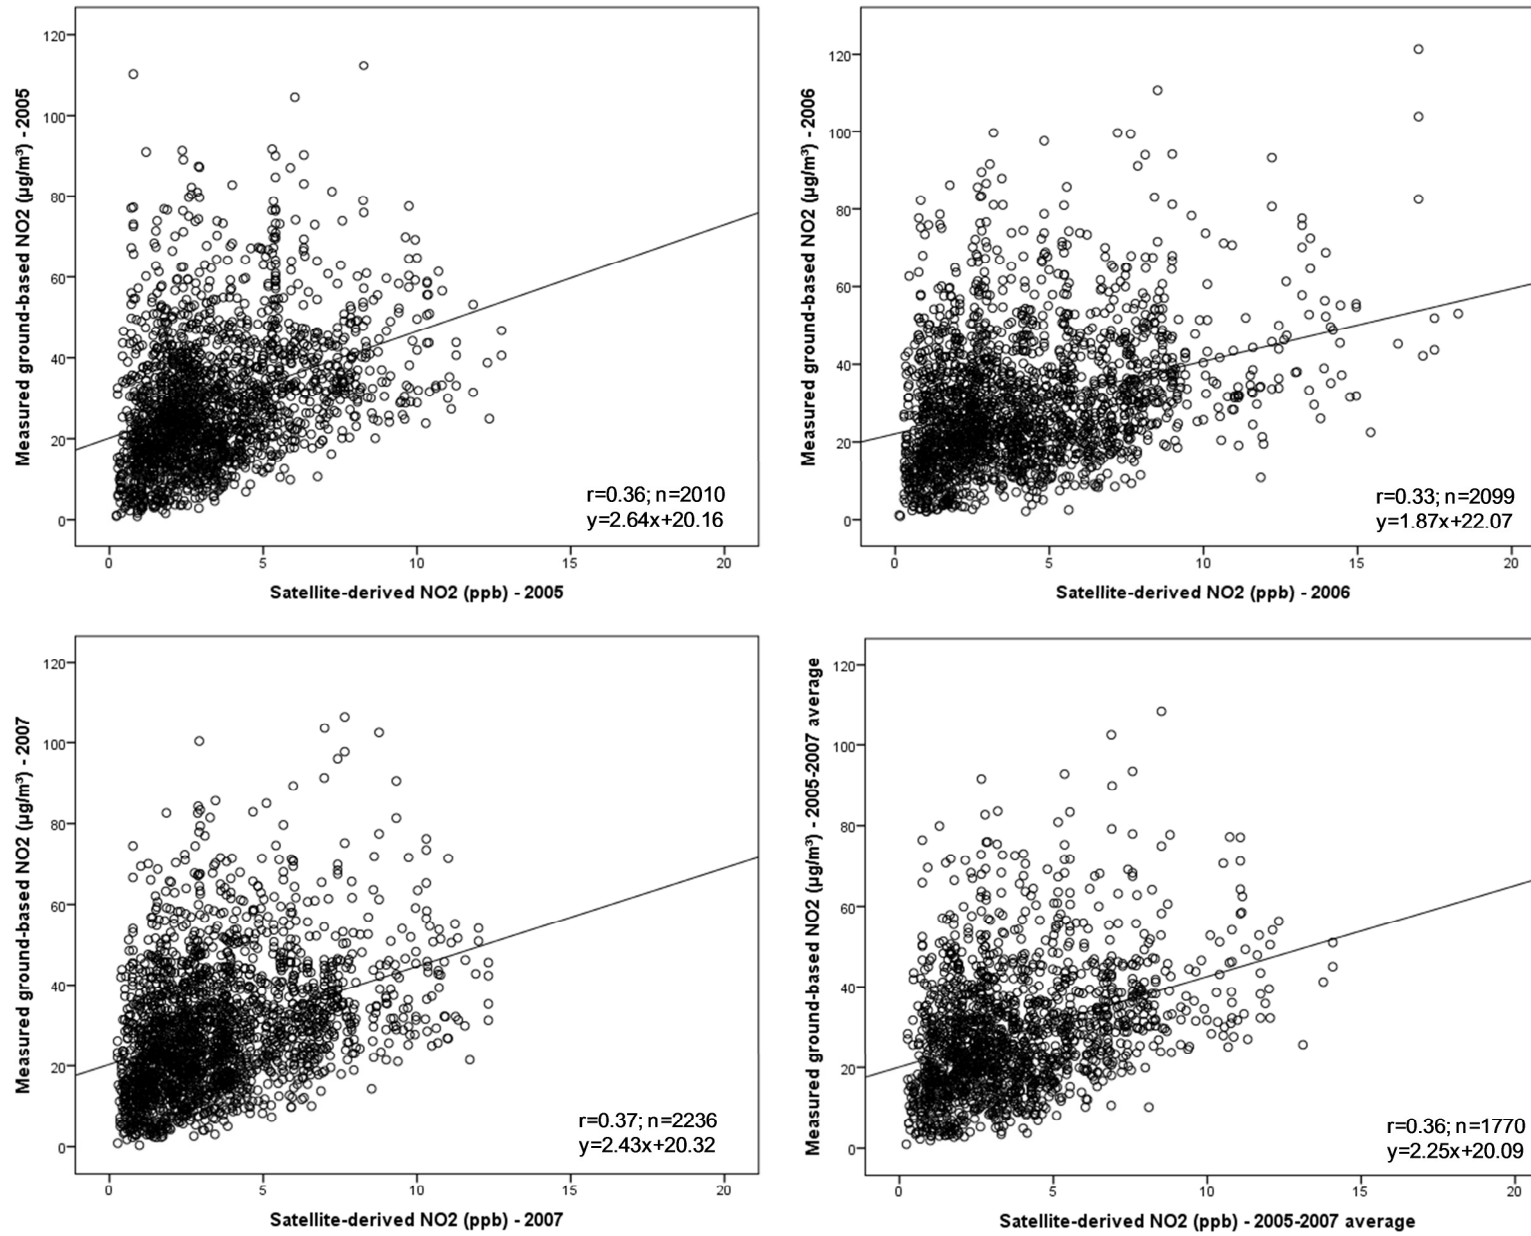 Measured ground-based NO2 (µg/m³) - 2005
120
100
80
60
40
20
0
r=0.36; n=2010
y=2.64x+20.16
0 5 10 15 20
Satellite-derived NO2 (ppb) - 2005
Measured ground-based NO2 (µg/m³) - 2006
120
100
80
60
40
20
0
r=0.33; n=2099
y=1.87x+22.07
0 5 10 15 20
Satellite-derived NO2 (ppb) - 2006
Measured ground-based NO2 (µg/m³) - 2007
120
100
80
60
40
20
0
r=0.37; n=2236
y=2.43x+20.32
0 5 10 15 20
Satellite-derived NO2 (ppb) - 2007
Measured ground-based NO2 (µg/m³) - 2005-2007 average
120
100
80
60
40
20
0
r=0.36; n=1770
y=2.25x+20.09
0 5 10 15 20
Satellite-derived NO2 (ppb) - 2005-2007 average